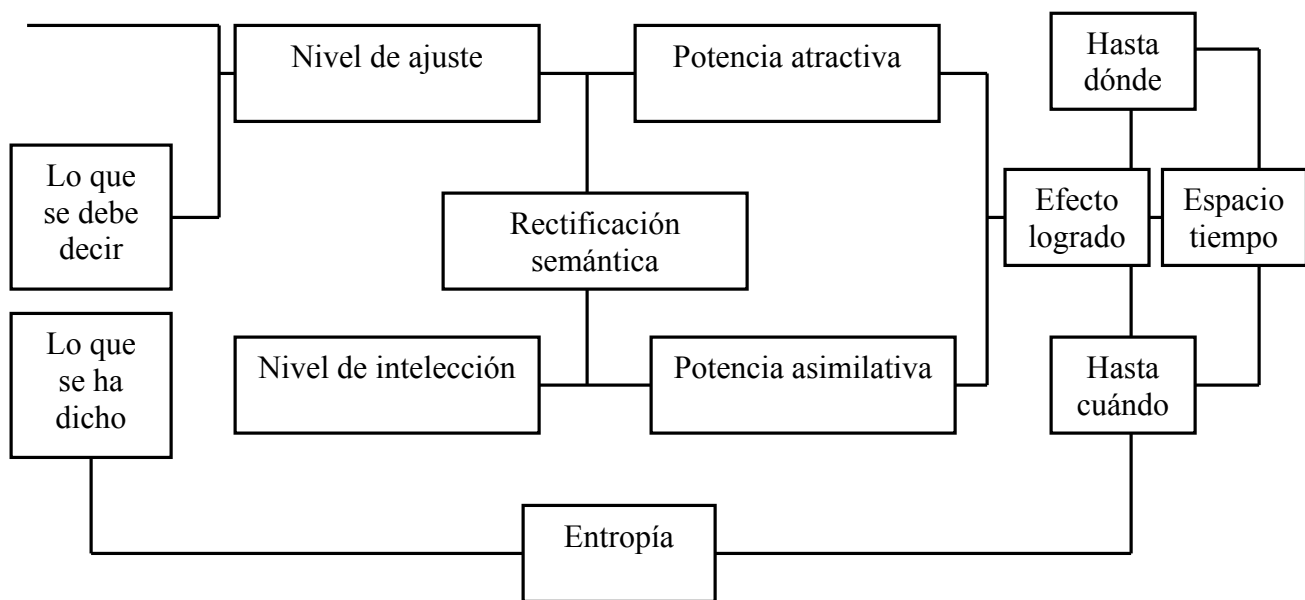 Nivel de ajuste
Potencia atractiva
Hasta
dónde
Lo que
se debe
decir
Rectificación
semántica
Efecto
logrado
Espacio
tiempo
Lo que
se ha
dicho
Nivel de intelección
Potencia asimilativa
Hasta
cuándo
Entropía